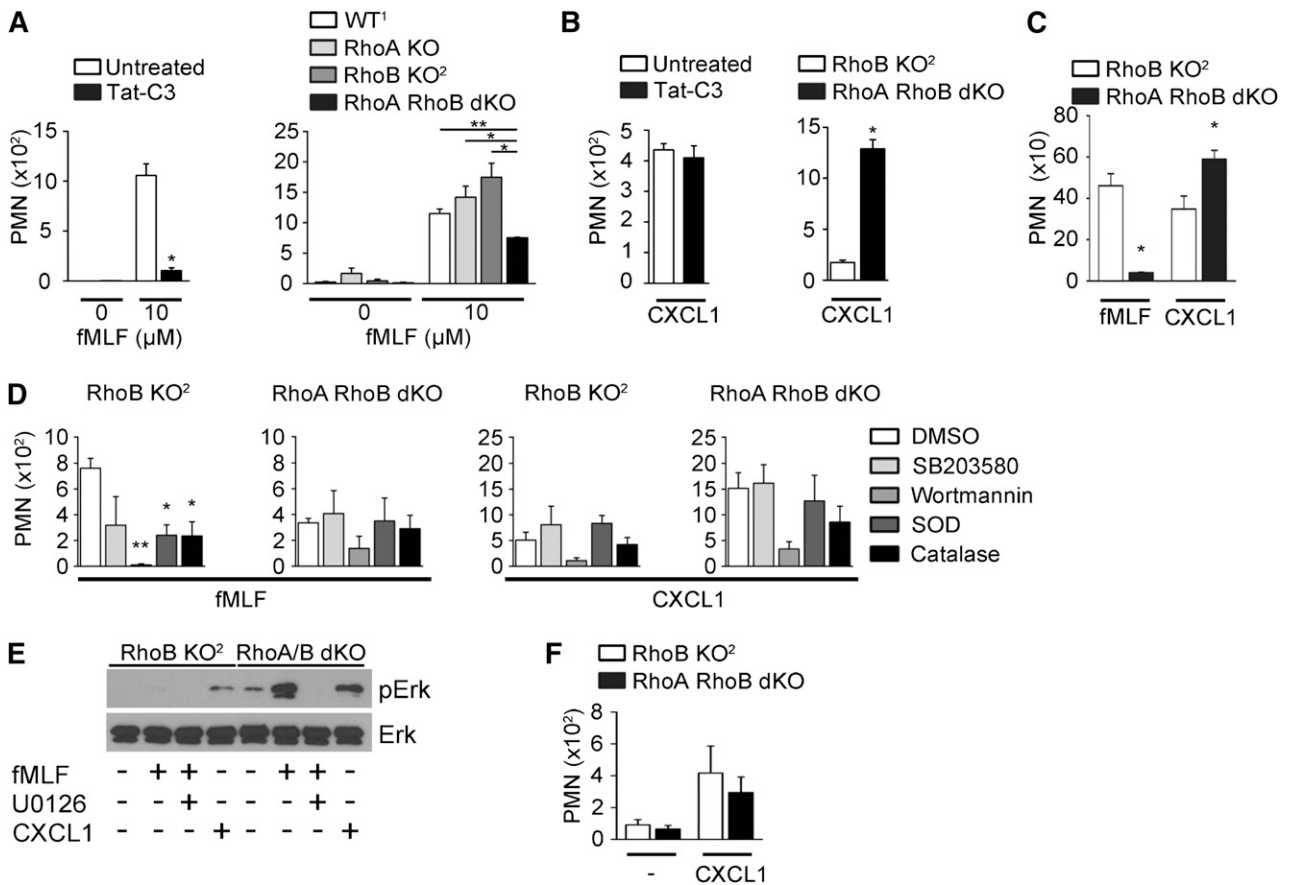 A
Untreated
Tat-C3
PMN (x10²)
15
10
5
0
0
10
fMLF (µM)
WT¹
RhoA KO
RhoB KO²
RhoA RhoB dKO
25
20
15
10
5
0
**
*
*
*
0
10
fMLF (µM)
B
Untreated
Tat-C3
PMN (x10²)
5
4
3
2
1
0
CXCL1
RhoB KO²
RhoA RhoB dKO
15
10
5
0
*
CXCL1
C
RhoB KO²
RhoA RhoB dKO
PMN (x10)
80
60
40
20
0
*
*
fMLF CXCL1
D
RhoB KO²
RhoA RhoB dKO
RhoB KO²
RhoA RhoB dKO
PMN (x10²)
10
8
6
4
2
0
**
*
*
10
8
6
4
2
0
fMLF
25
20
15
10
5
0
25
20
15
10
5
0
CXCL1
DMSO
SB203580
Wortmannin
SOD
Catalase
E
RhoB KO² RhoA/B dKO
pErk
Erk
fMLF - + + - - + + -
U0126 - - + - - - + -
CXCL1 - - - + - - - +
F
RhoB KO²
RhoA RhoB dKO
PMN (x10²)
8
6
4
2
0
- CXCL1